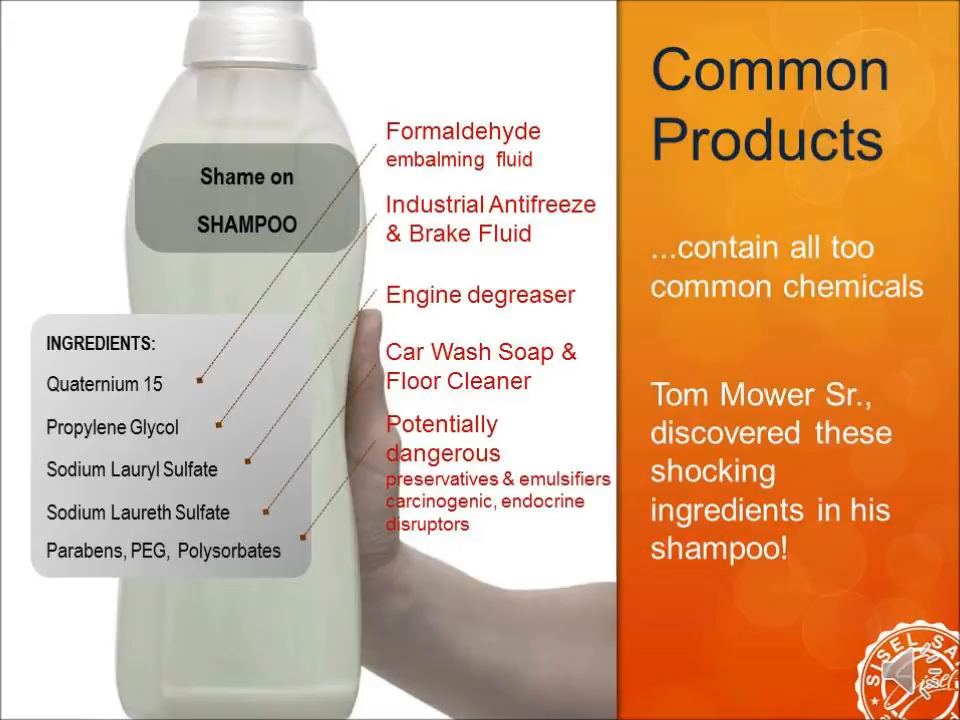 Common
Products
...contain all too
common chemicals
Tom Mower Sr.,
discovered these
shocking
ingredients in his
shampoo!
Shame on
SHAMPOO
INGREDIENTS:
Quaternium 15
Propylene Glycol
Sodium Lauryl Sulfate
Sodium Laureth Sulfate
Parabens, PEG, Polysorbates
Formaldehyde
embalming fluid
Industrial Antifreeze
& Brake Fluid
Engine degreaser
Car Wash Soap &
Floor Cleaner
Potentially
dangerous
preservatives & emulsifiers
carcinogenic, endocrine
disruptors
SISEL